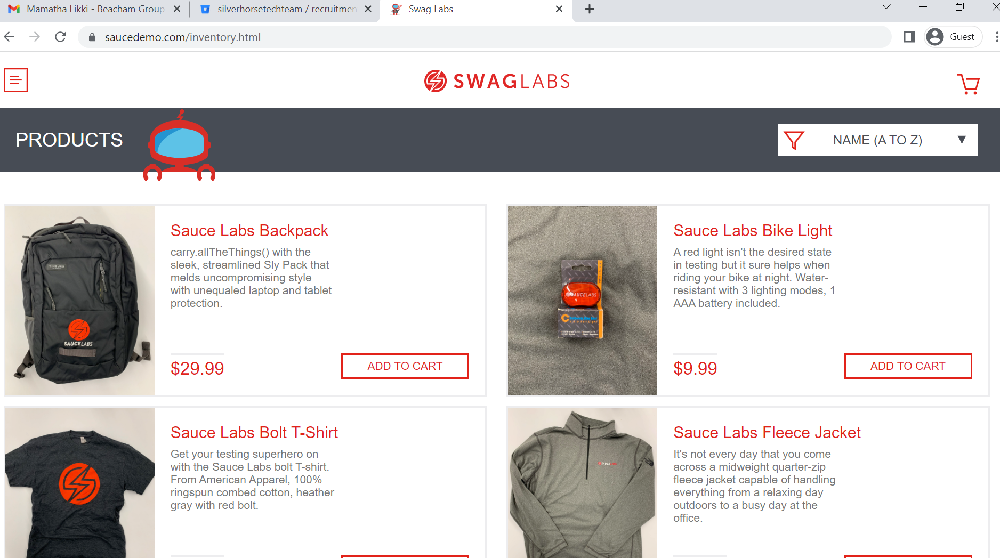 Mamatha Likki - Beacham Group
silverhorsetechteam / recruitmen
Swag Labs
saucedemo.com/inventory.html
Guest
SWAGLABS
PRODUCTS
NAME (A TO Z)
Sauce Labs Backpack
carry.allTheThings() with the
sleek, streamlined Sly Pack that
melds uncompromising style
with unequaled laptop and tablet
protection.
$29.99
ADD TO CART
SAUCELABS
Sauce Labs Bike Light
A red light isn't the desired state
in testing but it sure helps when
riding your bike at night. Water-
resistant with 3 lighting modes, 1
AAA battery included.
$9.99
ADD TO CART
SAUCELABS
Sauce Labs Bolt T-Shirt
Get your testing superhero on
with the Sauce Labs bolt T-shirt.
From American Apparel, 100%
ringspun combed cotton, heather
gray with red bolt.
Sauce Labs Fleece Jacket
It's not every day that you come
across a midweight quarter-zip
fleece jacket capable of handling
everything from a relaxing day
outdoors to a busy day at the
office.